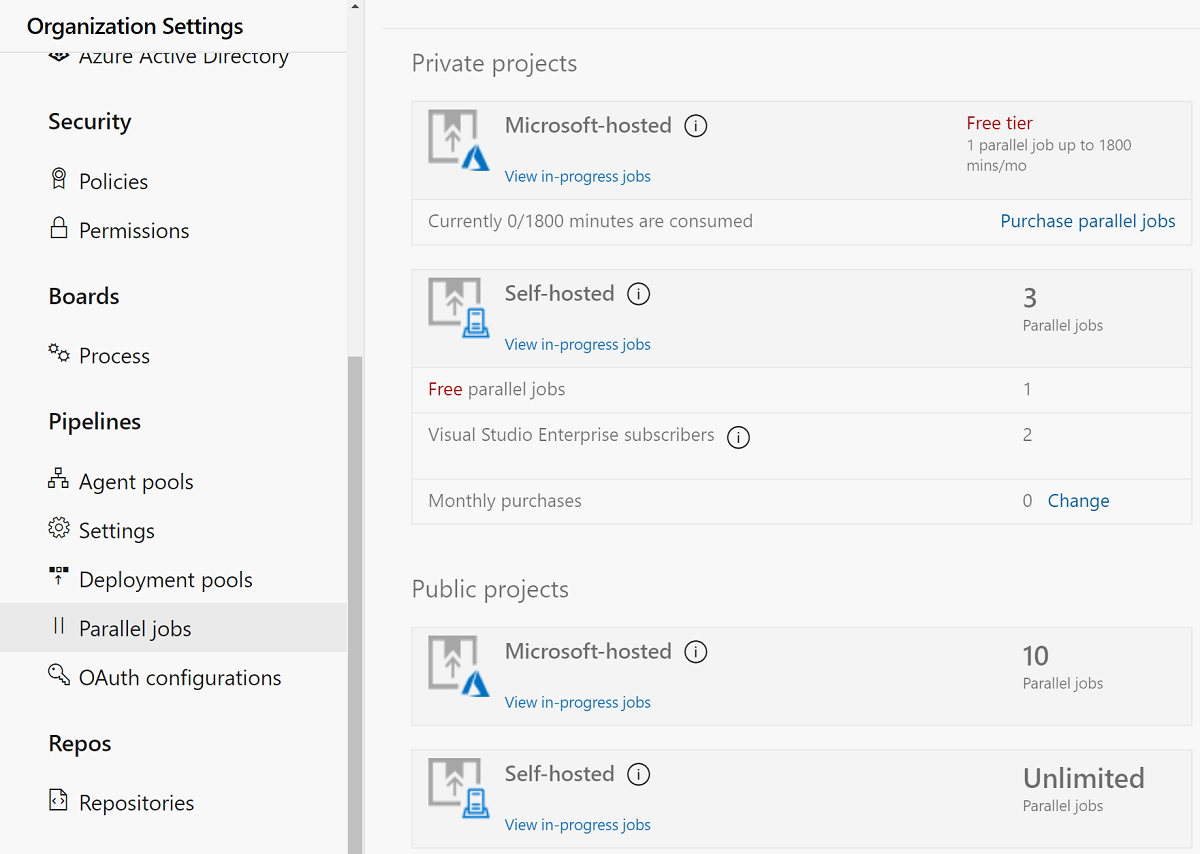 Organization Settings
Azure Active Directory
Security
Policies
Permissions
Boards
Process
Pipelines
Agent pools
Settings
Deployment pools
Parallel jobs
OAuth configurations
Repos
Repositories
Private projects
Microsoft-hosted
View in-progress jobs
Free tier
1 parallel job up to 1800
mins/mo
Currently 0/1800 minutes are consumed
Purchase parallel jobs
Self-hosted
View in-progress jobs
3
Parallel jobs
Free parallel jobs 1
Visual Studio Enterprise subscribers 2
Monthly purchases 0 Change
Public projects
Microsoft-hosted
View in-progress jobs
10
Parallel jobs
Self-hosted
View in-progress jobs
Unlimited
Parallel jobs